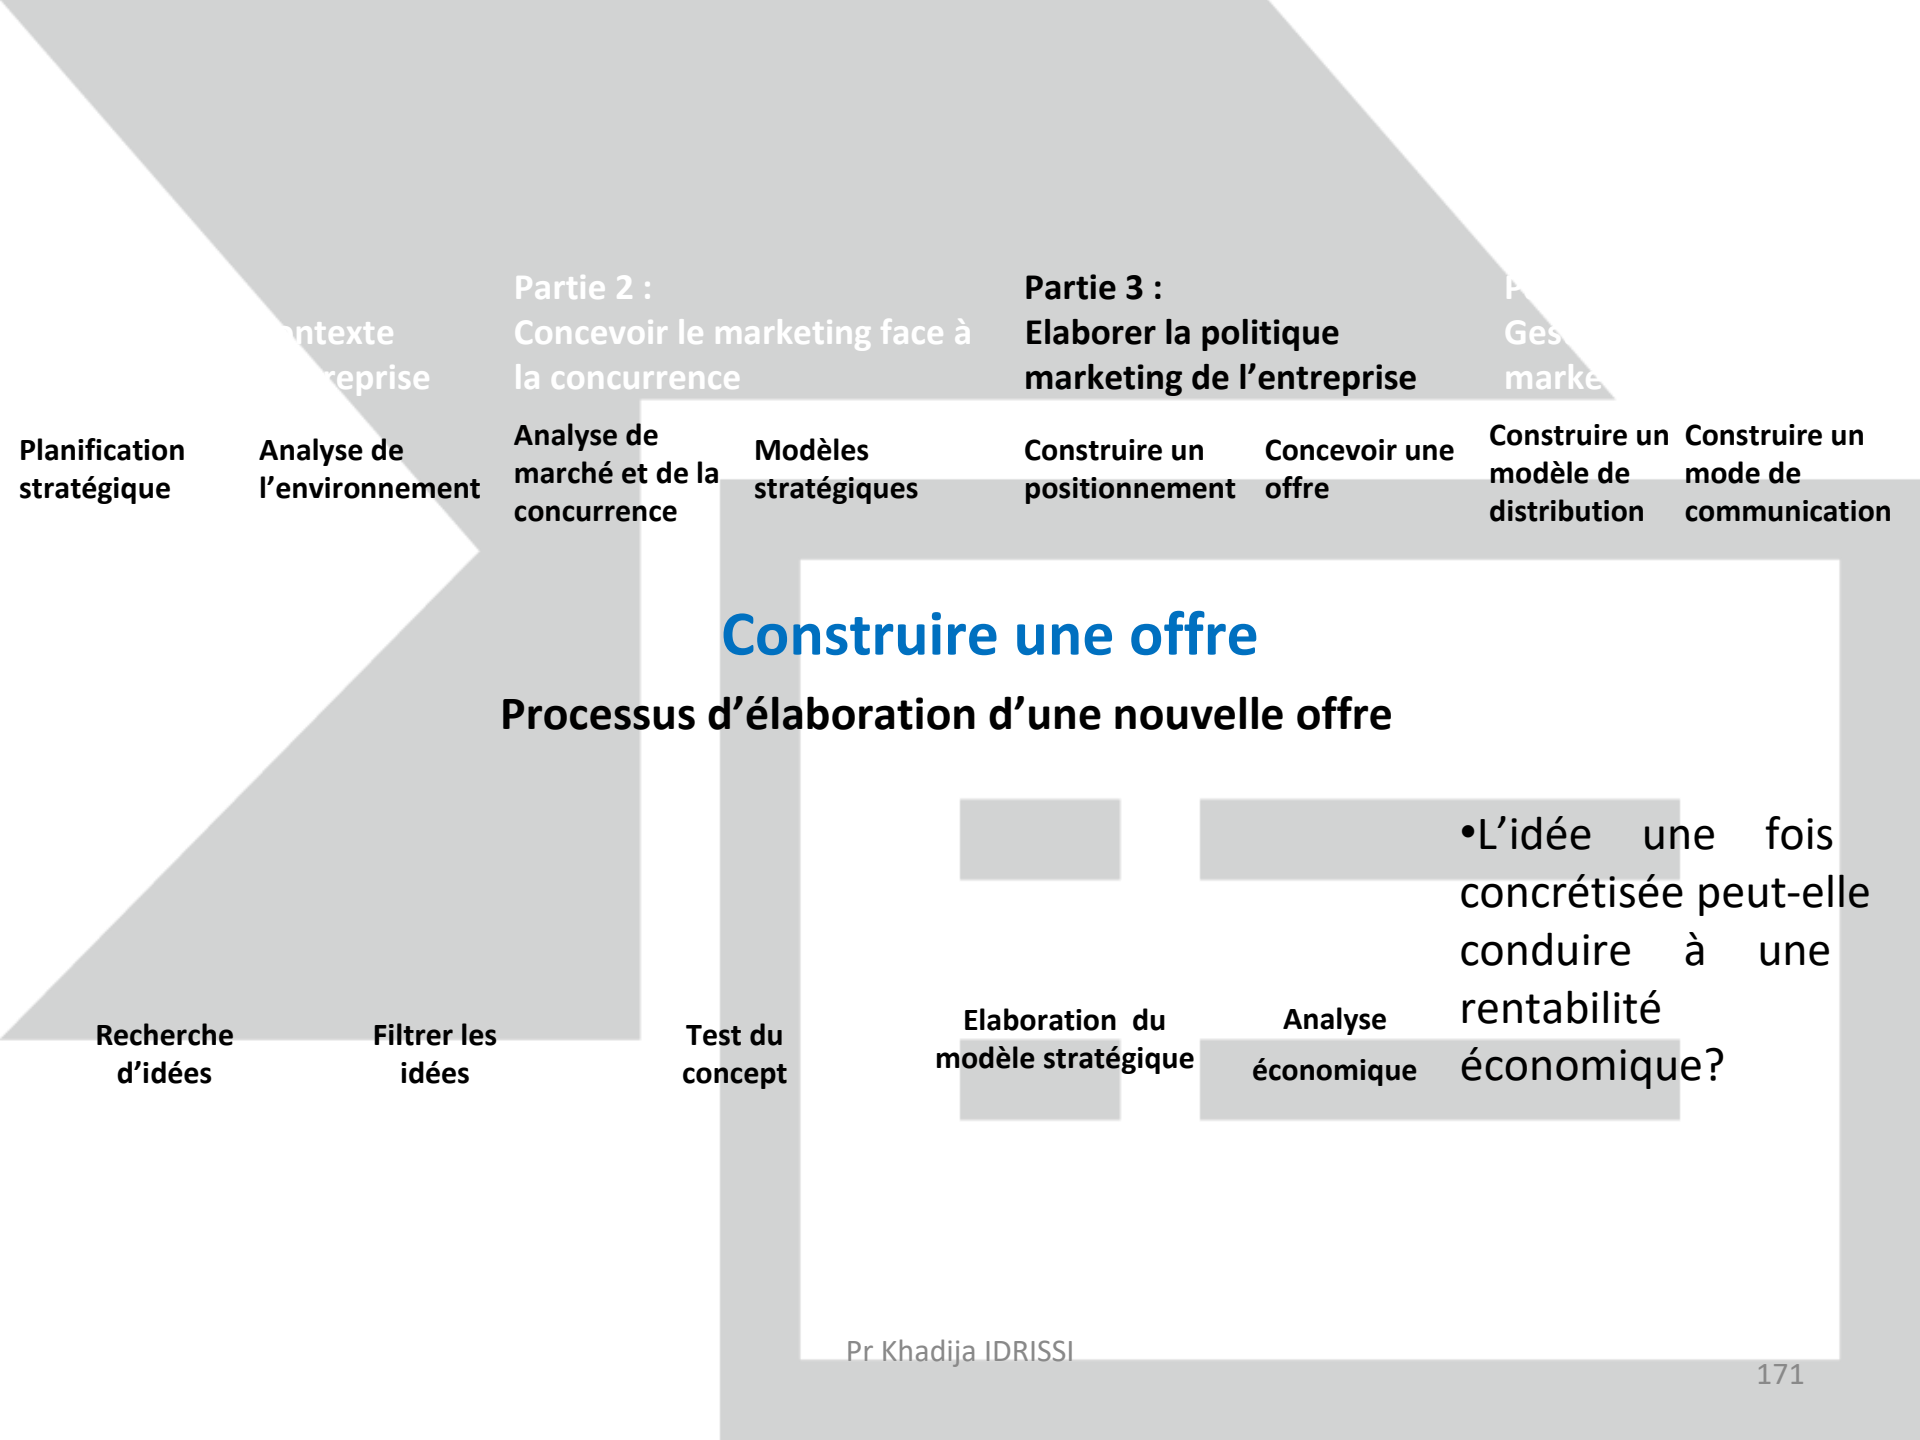 Partie 2 :
Concevoir le marketing face à
la concurrence
Partie 3 :
Elaborer la politique
marketing de l’entreprise
Planification
stratégique
Analyse de
l’environnement
Analyse de
marché et de la
concurrence
Modèles
stratégiques
Construire un
positionnement
Concevoir une
offre
Construire un
modèle de
distribution
Construire un
mode de
communication
Construire une offre
Processus d’élaboration d’une nouvelle offre
•L’idée une fois
concrétisée peut-elle
conduire à une
rentabilité
économique?
Recherche
d’idées
Filtrer les
idées
Test du
concept
Elaboration du
modèle stratégique
Analyse
économique
Pr Khadija IDRISSI
171